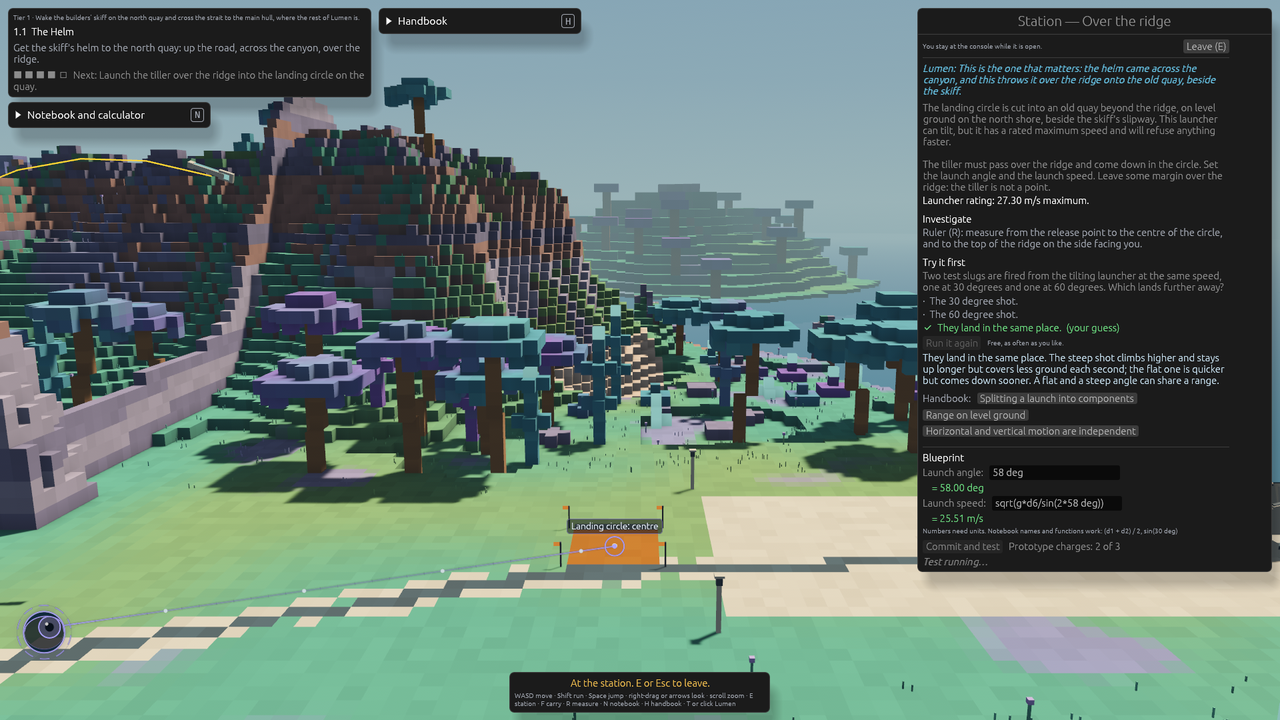 Tier 1 · Wake the builders' skiff on the north quay and cross the strait to the main hull, where the rest of Lumen is.
1.1 The Helm
Get the skiff's helm to the north quay: up the road, across the canyon, over the
ridge.
Next: Launch the tiller over the ridge into the landing circle on the
quay.
Notebook and calculator N
Handbook H
Station — Over the ridge
You stay at the console while it is open. Leave (E)
Lumen: This is the one that matters: the helm came across the
canyon, and this throws it over the ridge onto the old quay, beside
the skiff.
The landing circle is cut into an old quay beyond the ridge, on level
ground on the north shore, beside the skiff's slipway. This launcher
can tilt, but it has a rated maximum speed and will refuse anything
faster.
The tiller must pass over the ridge and come down in the circle. Set
the launch angle and the launch speed. Leave some margin over the
ridge: the tiller is not a point.
Launcher rating: 27.30 m/s maximum.
Investigate
Ruler (R): measure from the release point to the centre of the circle,
and to the top of the ridge on the side facing you.
Try it first
Two test slugs are fired from the tilting launcher at the same speed,
one at 30 degrees and one at 60 degrees. Which lands further away?
· The 30 degree shot.
· The 60 degree shot.
✓ They land in the same place. (your guess)
Run it again Free, as often as you like.
They land in the same place. The steep shot climbs higher and stays
up longer but covers less ground each second; the flat one is quicker
but comes down sooner. A flat and a steep angle can share a range.
Handbook: Splitting a launch into components
Range on level ground
Horizontal and vertical motion are independent
Blueprint
Launch angle: 58 deg
= 58.00 deg
Launch speed: sqrt(g*d6/sin(2*58 deg))
= 25.51 m/s
Numbers need units. Notebook names and functions work: (d1 + d2) / 2, sin(30 deg)
Commit and test Prototype charges: 2 of 3
Test running...
Landing circle: centre
At the station. E or Esc to leave.
WASD move · Shift run · Space jump · right-drag or arrows look · scroll zoom · E
station · F carry · R measure · N notebook · H handbook · T or click Lumen